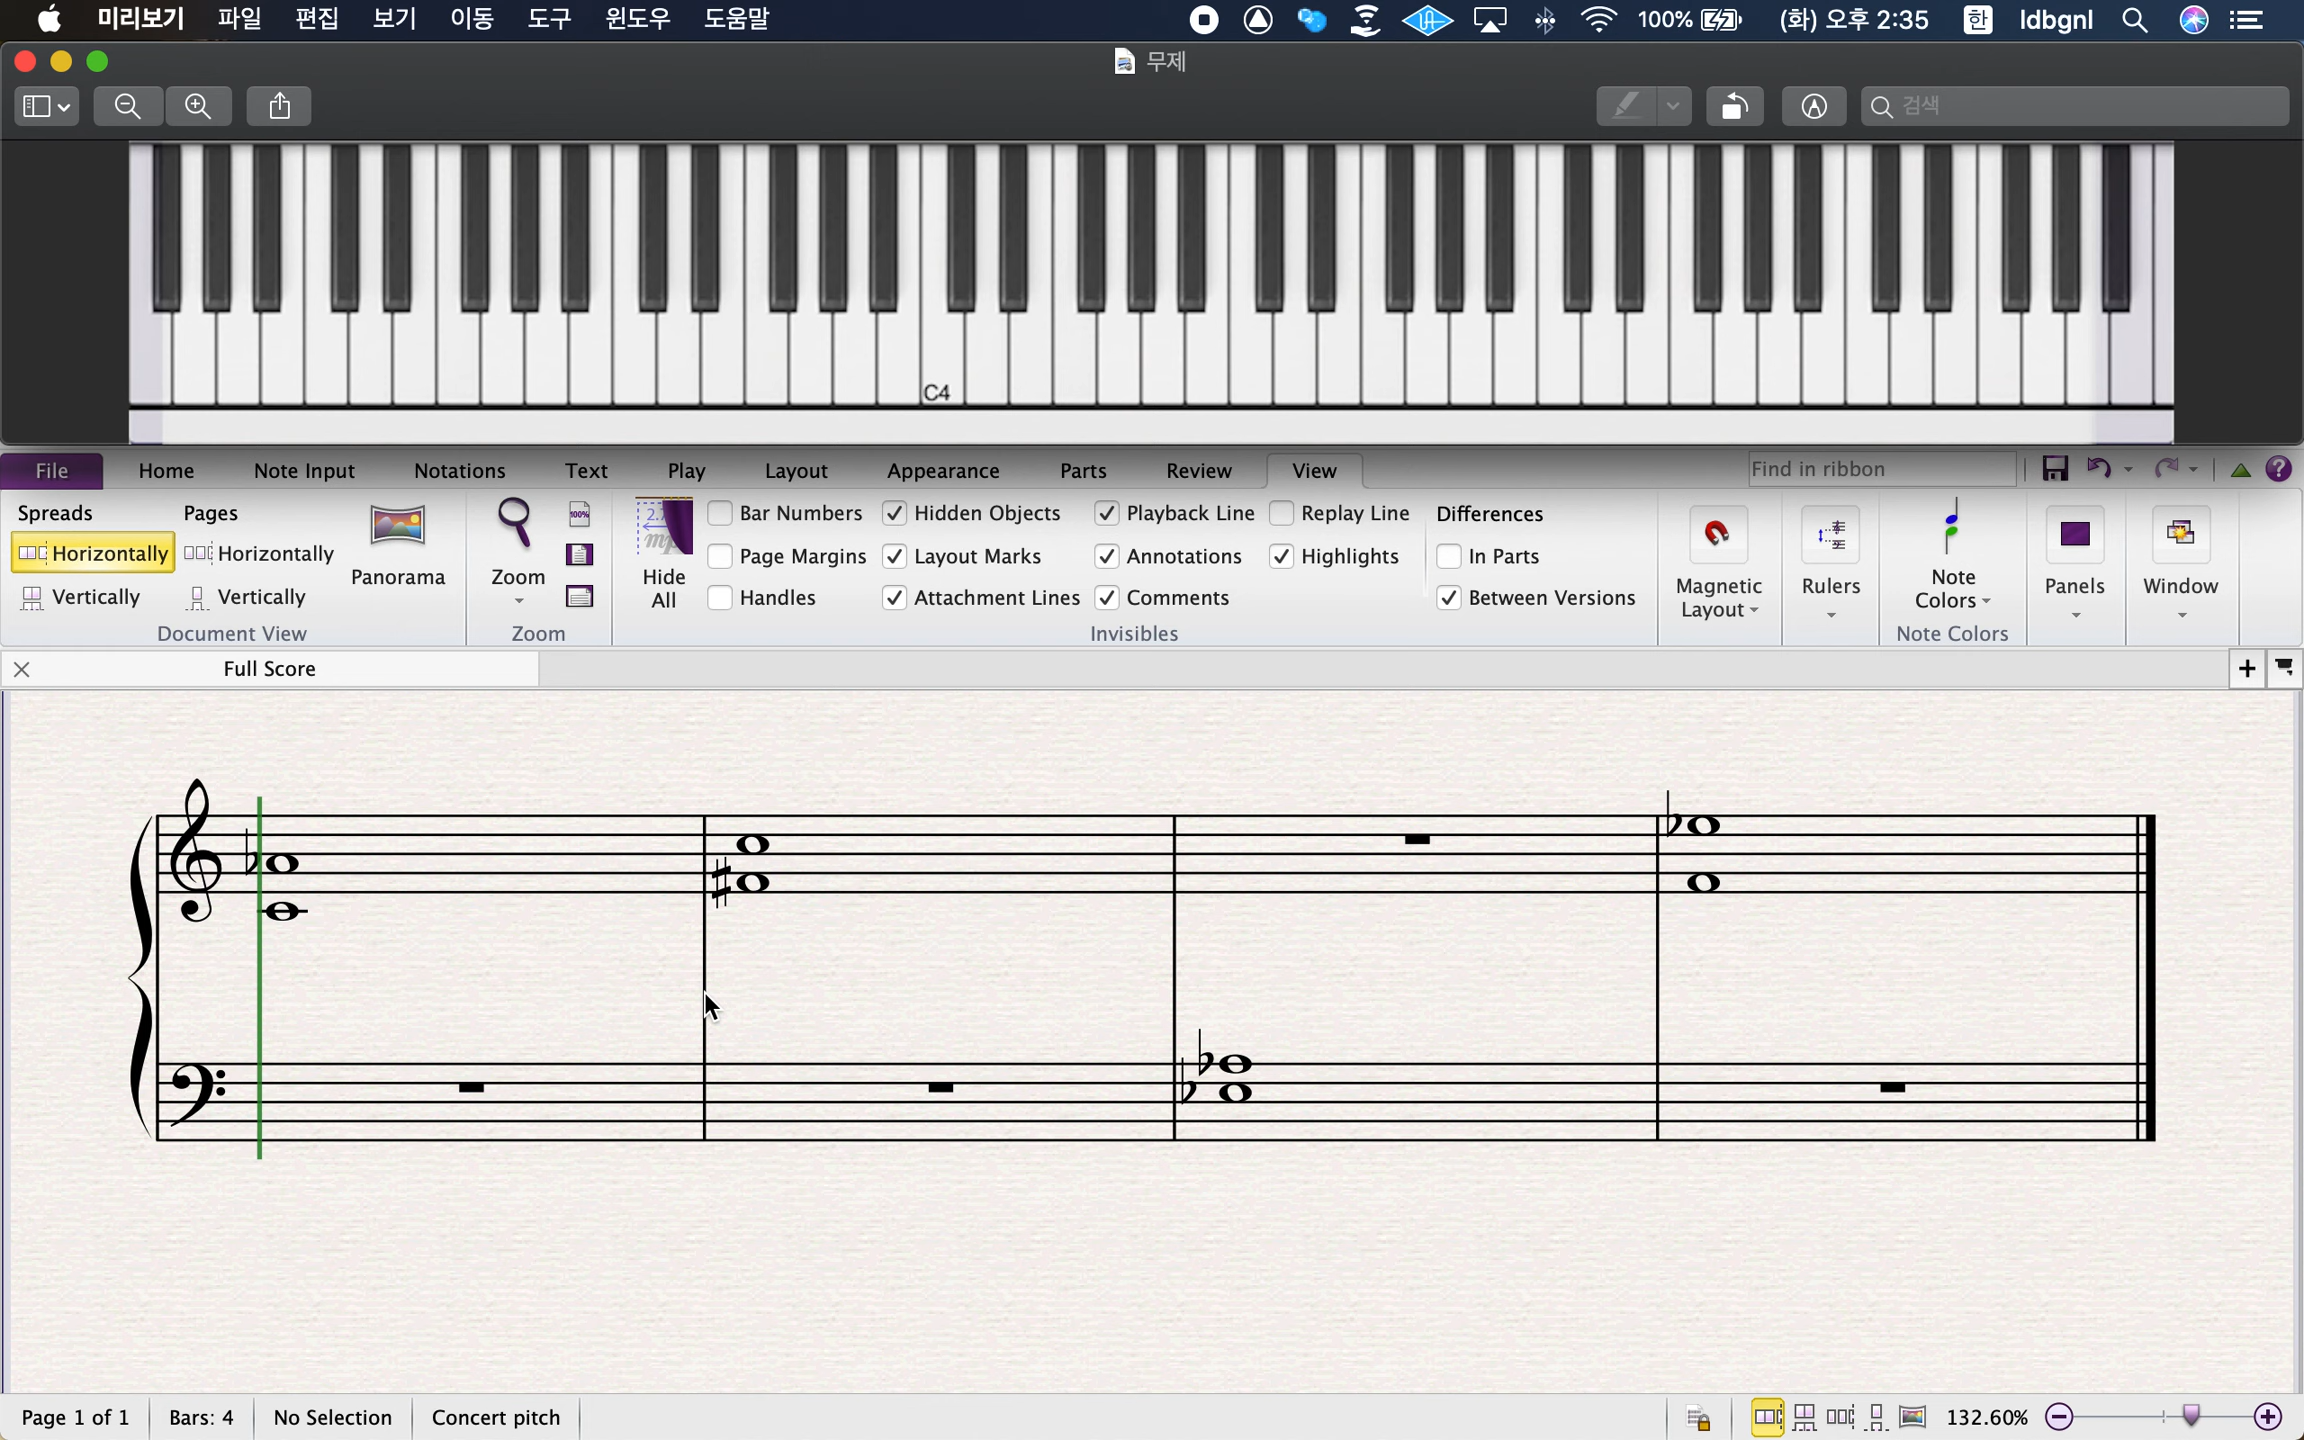 미리보기 파일 편집 보기 이동 도구 윈도우 도움말 100% (화) 오후 2:35 한 ldbgnl
무제
검색
C4
File Home Note Input Notations Text Play Layout Appearance Parts Review View Find in ribbon
Spreads Pages Bar Numbers Hidden Objects Playback Line Replay Line Differences
Horizontally Horizontally Page Margins Layout Marks Annotations Highlights In Parts
Vertically Vertically Panorama Zoom 100% Hide All Handles Attachment Lines Comments Between Versions Magnetic Layout Rulers Note Colors Panels Window
Document View Zoom Invisibles Note Colors
Full Score
Page 1 of 1 Bars: 4 No Selection Concert pitch 132.60%